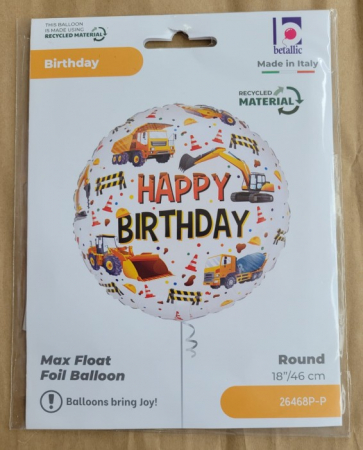 THIS BALLOON
IS MADE USING
RECYCLED MATERIAL
betallic
Birthday
Made in Italy
RECYCLED
MATERIAL
HAPPY
BIRTHDAY
Max Float
Foil Balloon
Round
18"/46 cm
! Balloons bring Joy!
26468P-P